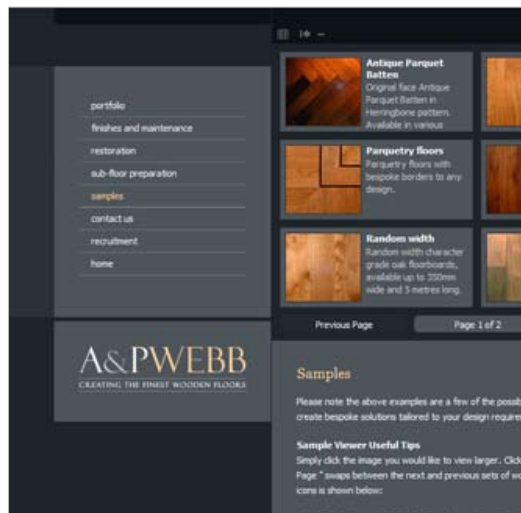 portfolio
finishes and maintenance
restoration
sub-floor preparation
samples
contact us
recruitment
home
A&PWEBB
CREATING THE FINEST WOODEN FLOORS
Antique Parquet
Batten
Original face Antique
Parquet Batten in
Herringbone pattern.
Available in various
Parquetry floors
Parquetry floors with
bespoke borders to any
design.
Random width
Random width character
grade oak floorboards,
available up to 350mm
wide and 5 metres long.
Previous Page
Page 1 of 2
Samples
Please note the above examples are a few of the possib
create bespoke solutions tailored to your design require
Sample Viewer Useful Tips
Simply click the image you would like to view larger. Click
Page " swaps between the next and previous sets of wo
icons is shown below: